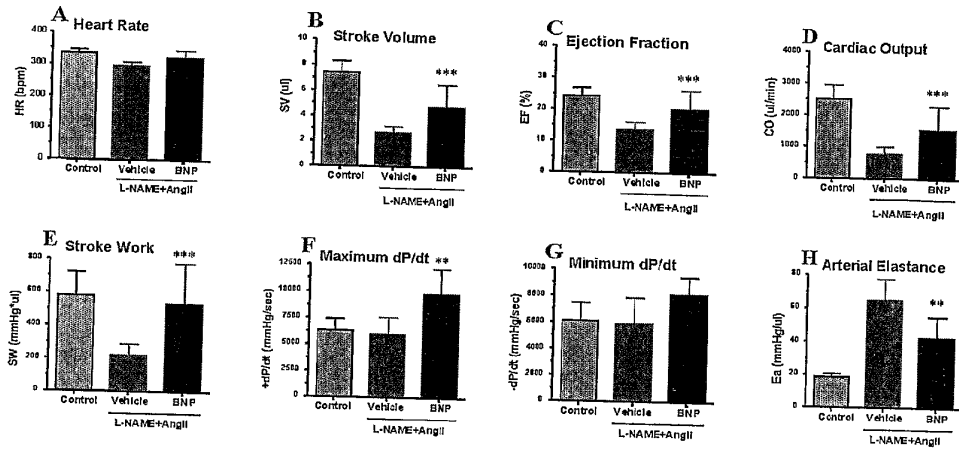 A Heart Rate
HR (bpm)
400
300
200
100
0
Control
Vehicle
BNP
L-NAME+AngII
B Stroke Volume
SV (ul)
10
8
6
4
2
0
***
Control
Vehicle
BNP
L-NAME+AngII
C Ejection Fraction
EF (%)
40
30
20
10
0
***
Control
Vehicle
BNP
L-NAME+AngII
D Cardiac Output
CO (ul/min)
4000
3000
2000
1000
0
***
Control
Vehicle
BNP
L-NAME+AngII
E Stroke Work
SW (mmHg*ul)
800
600
400
200
0
***
Control
Vehicle
BNP
L-NAME+AngII
F Maximum dP/dt
+dP/dt (mmHg/sec)
12500
10000
7500
5000
2500
0
**
Control
Vehicle
BNP
L-NAME+AngII
G Minimum dP/dt
-dP/dt (mmHg/sec)
10000
8000
6000
4000
2000
0
Control
Vehicle
BNP
L-NAME+AngII
H Arterial Elastance
Ea (mmHg/ul)
80
60
40
20
0
**
Control
Vehicle
BNP
L-NAME+AngII